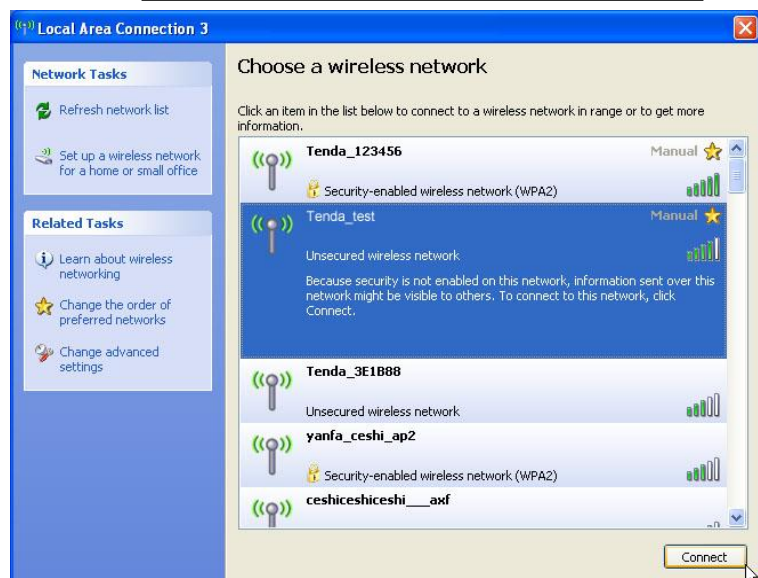 Local Area Connection 3
Network Tasks
Refresh network list
Set up a wireless network
for a home or small office
Related Tasks
Learn about wireless
networking
Change the order of
preferred networks
Change advanced
settings
Choose a wireless network
Click an item in the list below to connect to a wireless network in range or to get more
information.
Tenda_123456
Manual
Security-enabled wireless network (WPA2)
Tenda_test
Manual
Unsecured wireless network
Because security is not enabled on this network, information sent over this
network might be visible to others. To connect to this network, click
Connect.
Tenda_3E1B88
Unsecured wireless network
yanfa_ceshi_ap2
Security-enabled wireless network (WPA2)
ceshiceshiceshi___axf
Connect